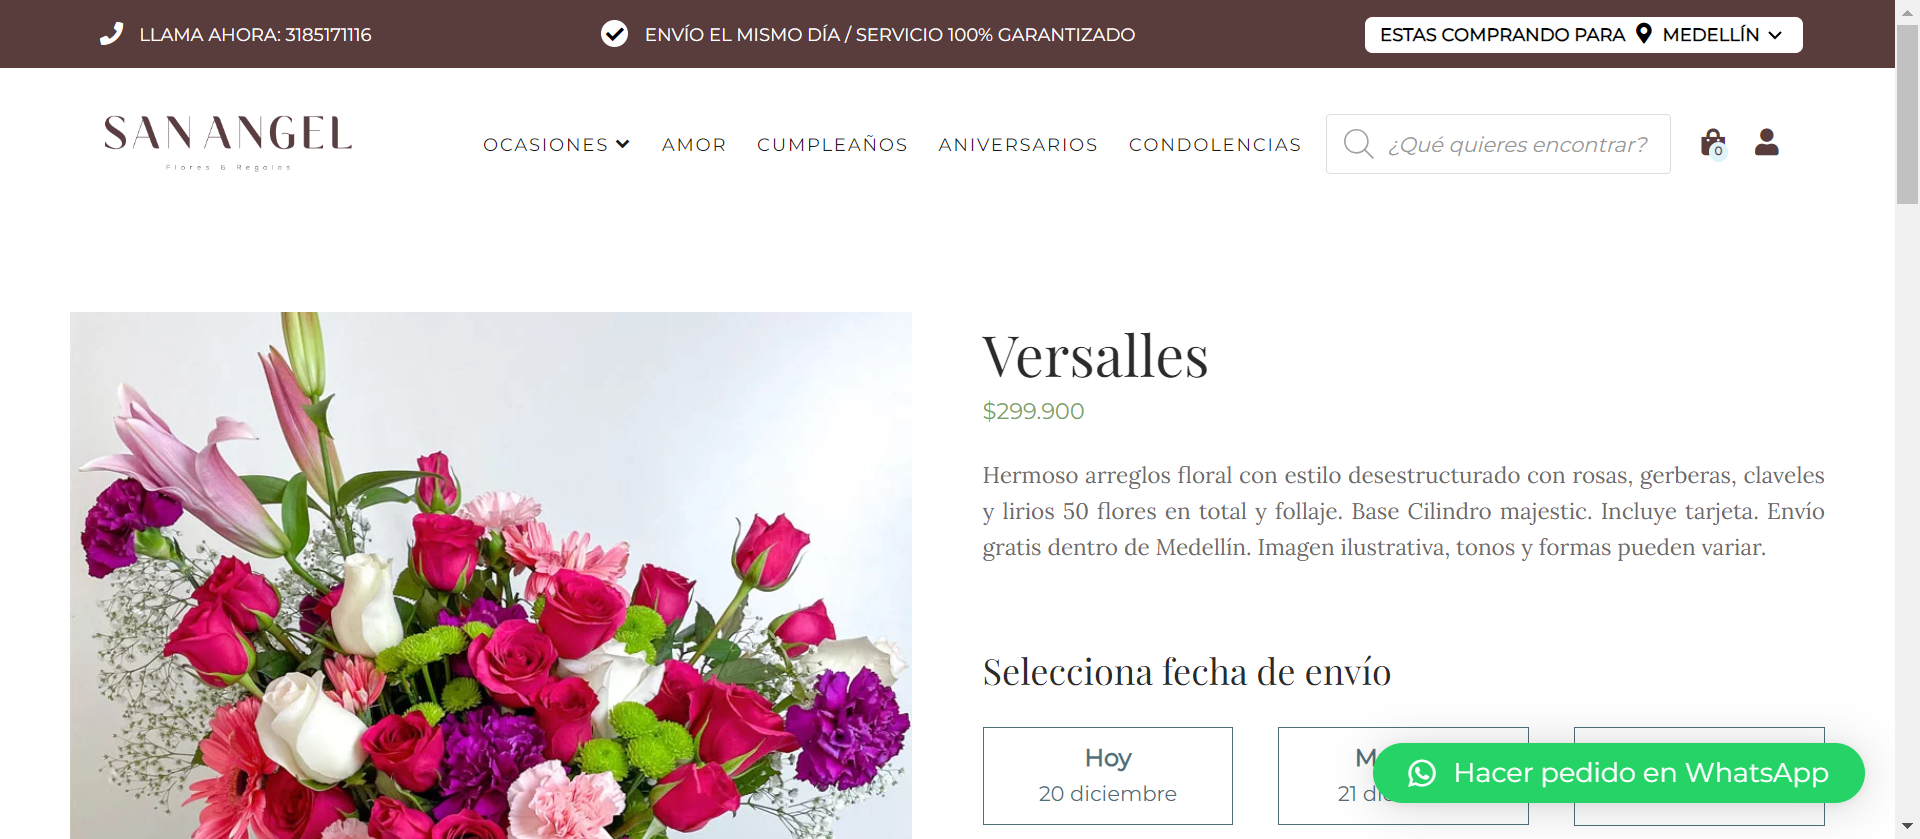 LLAMA AHORA: 3185171116
ENVÍO EL MISMO DÍA / SERVICIO 100% GARANTIZADO
ESTAS COMPRANDO PARA MEDELLÍN
SAN ANGEL
Flores & Regalos
OCASIONES
AMOR
CUMPLEAÑOS
ANIVERSARIOS
CONDOLENCIAS
¿Qué quieres encontrar?
0
Versalles
$299.900
Hermoso arreglos floral con estilo desestructurado con rosas, gerberas, claveles
y lirios 50 flores en total y follaje. Base Cilindro majestic. Incluye tarjeta. Envío
gratis dentro de Medellín. Imagen ilustrativa, tonos y formas pueden variar.
Selecciona fecha de envío
Hoy
20 diciembre
21
Hacer pedido en WhatsApp